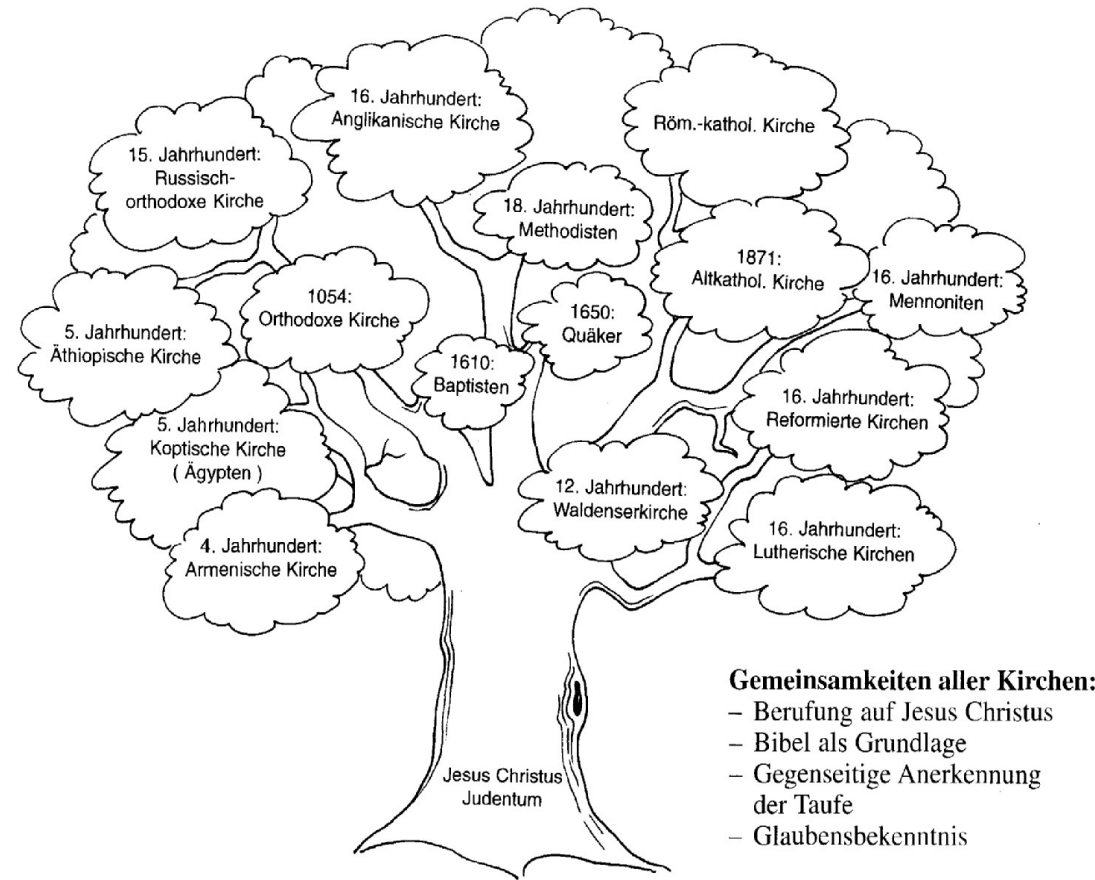 16. Jahrhundert:
Anglikanische Kirche
Röm.-kathol. Kirche
15. Jahrhundert:
Russisch-
orthodoxe Kirche
18. Jahrhundert:
Methodisten
1871:
Altkathol. Kirche
16. Jahrhundert:
Mennoniten
5. Jahrhundert:
Äthiopische Kirche
1054:
Orthodoxe Kirche
1650:
Quäker
1610:
Baptisten
16. Jahrhundert:
Reformierte Kirchen
5. Jahrhundert:
Koptische Kirche
( Ägypten )
12. Jahrhundert:
Waldenserkirche
4. Jahrhundert:
Armenische Kirche
16. Jahrhundert:
Lutherische Kirchen
Jesus Christus
Judentum
Gemeinsamkeiten aller Kirchen:
– Berufung auf Jesus Christus
– Bibel als Grundlage
– Gegenseitige Anerkennung
der Taufe
– Glaubensbekenntnis